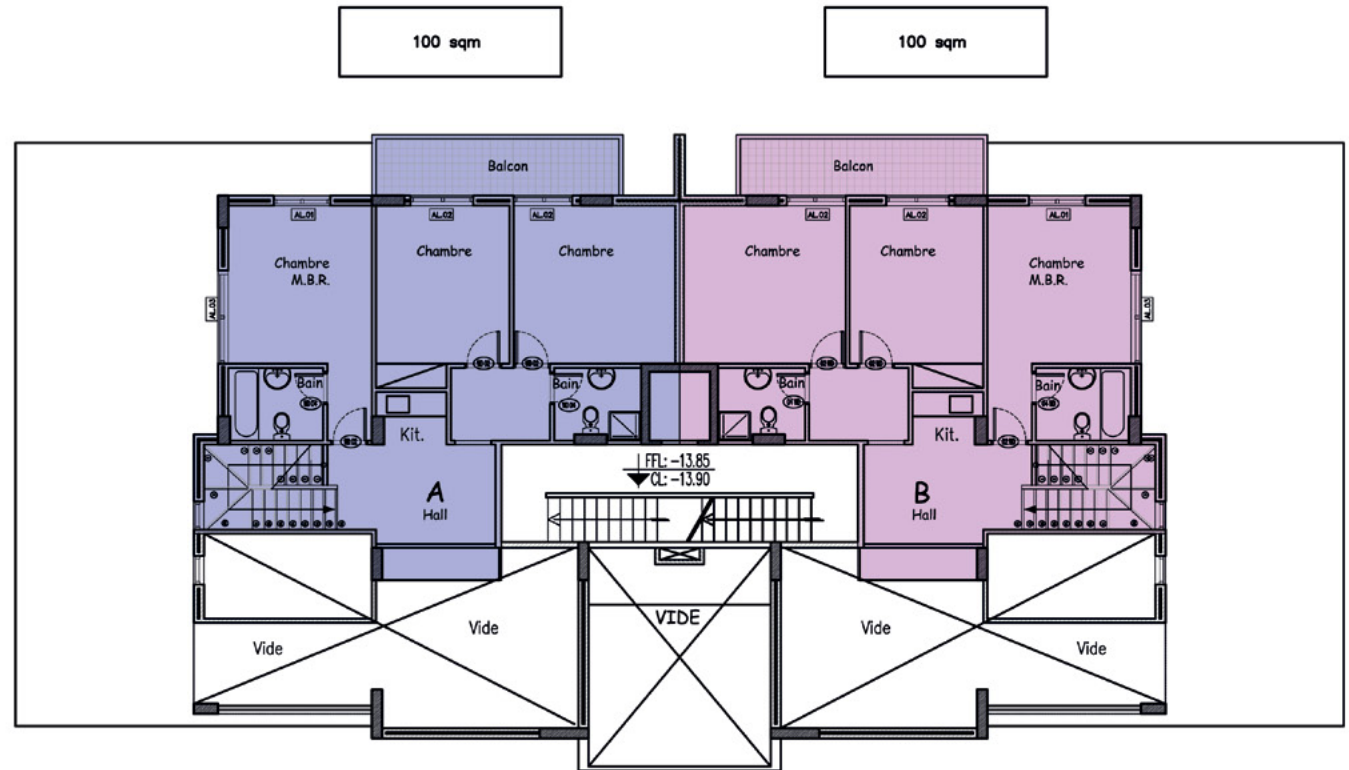 100 sqm
100 sqm
Balcon
Balcon
AL.01
AL.02
AL.02
AL.02
AL.02
AL.01
Chambre
M.B.R.
Chambre
Chambre
Chambre
Chambre
Chambre
M.B.R.
AL.03
AL.03
Bain
Bain
Bain
Bain
Kit.
Kit.
FFL: -13.85
CL: -13.90
A
Hall
B
Hall
VIDE
Vide
Vide
Vide
Vide